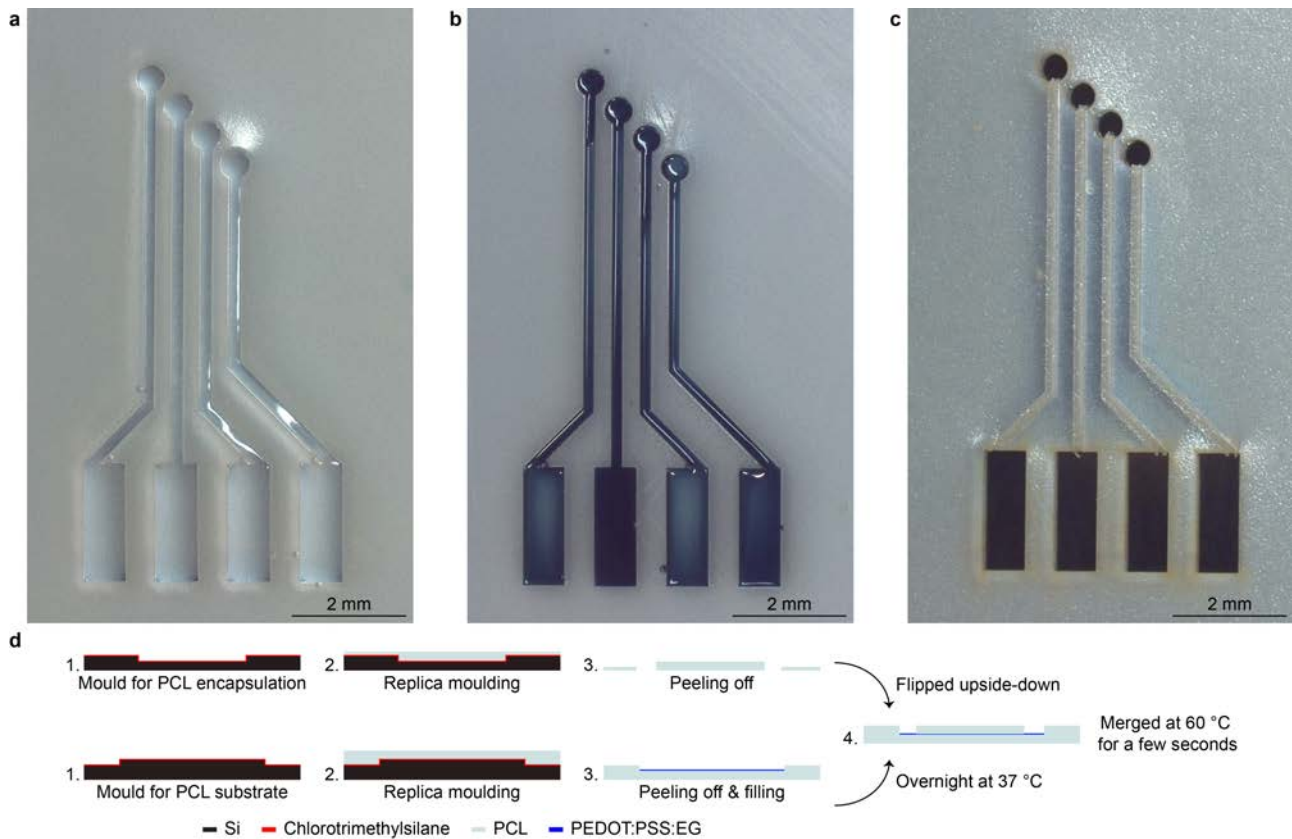 a
b
c
2 mm
2 mm
2 mm
d
1.
Mould for PCL encapsulation
2.
Replica moulding
3.
Peeling off
Flipped upside-down
4.
Merged at 60 °C
for a few seconds
1.
Mould for PCL substrate
2.
Replica moulding
3.
Peeling off & filling
Overnight at 37 °C
Si
Chlorotrimethylsilane
PCL
PEDOT:PSS:EG